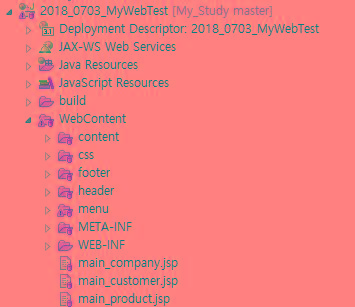 2018_0703_MyWebTest [My_Study master]
Deployment Descriptor: 2018_0703_MyWebTest
JAX-WS Web Services
Java Resources
JavaScript Resources
build
WebContent
content
css
footer
header
menu
META-INF
WEB-INF
main_company.jsp
main_customer.jsp
main_product.jsp